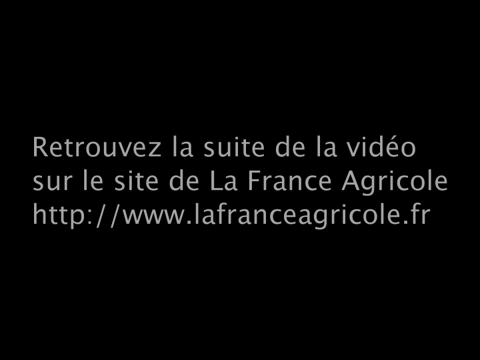 Retrouvez la suite de la vidéo
sur le site de La France Agricole
http://www.lafranceagricole.fr